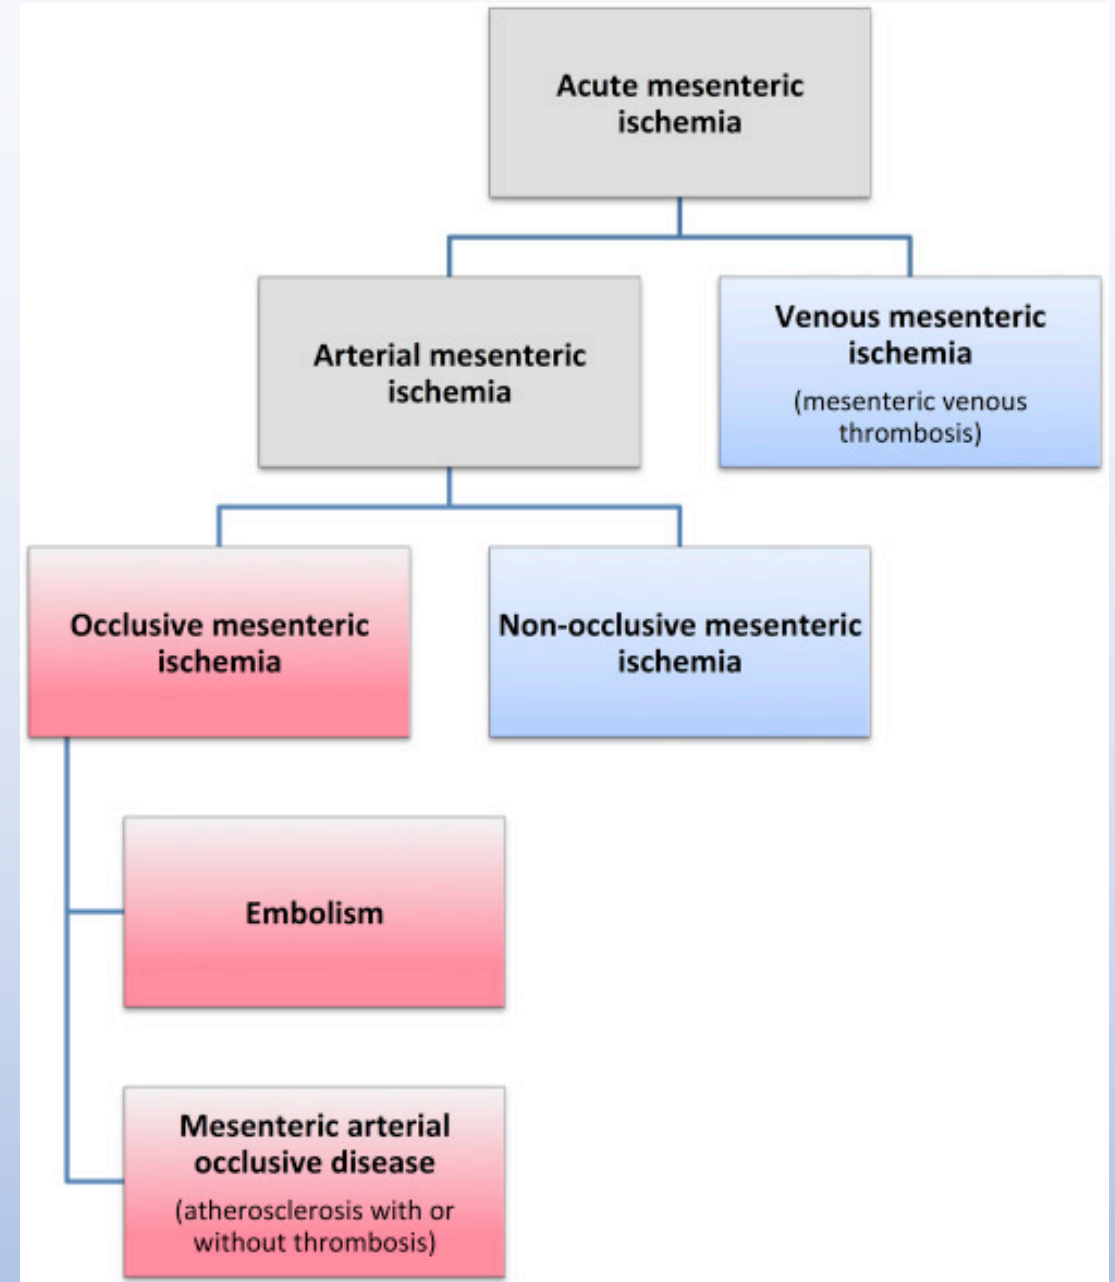 Acute mesenteric
ischemia
Arterial mesenteric
ischemia
Venous mesenteric
ischemia
(mesenteric venous
thrombosis)
Occlusive mesenteric
ischemia
Non-occlusive mesenteric
ischemia
Embolism
Mesenteric arterial
occlusive disease
(atherosclerosis with or
without thrombosis)